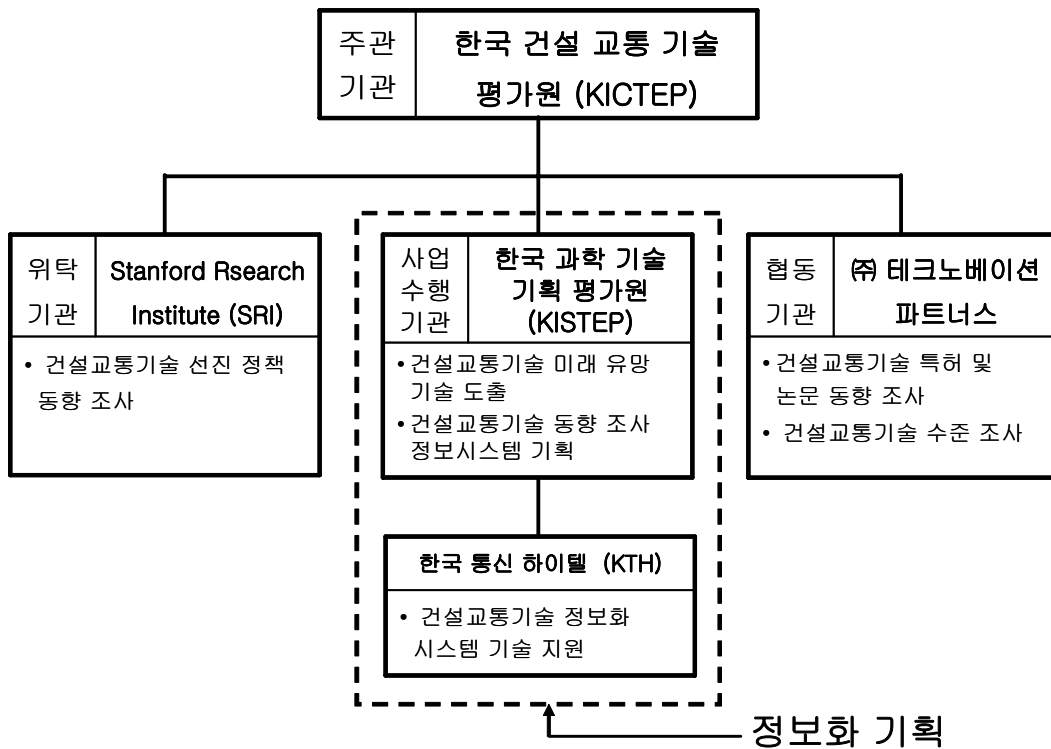 주관
기관
한국 건설 교통 기술
평가원 (KICTEP)
위탁
기관
Stanford Rsearch
Institute (SRI)
• 건설교통기술 선진 정책
동향 조사
사업
수행
기관
한국 과학 기술
기획 평가원
(KISTEP)
• 건설교통기술 미래 유망
기술 도출
• 건설교통기술 동향 조사
정보시스템 기획
협동
기관
㈜ 테크노베이션
파트너스
• 건설교통기술 특허 및
논문 동향 조사
• 건설교통기술 수준 조사
한국 통신 하이텔 (KTH)
• 건설교통기술 정보화
시스템 기술 지원
정보화 기획